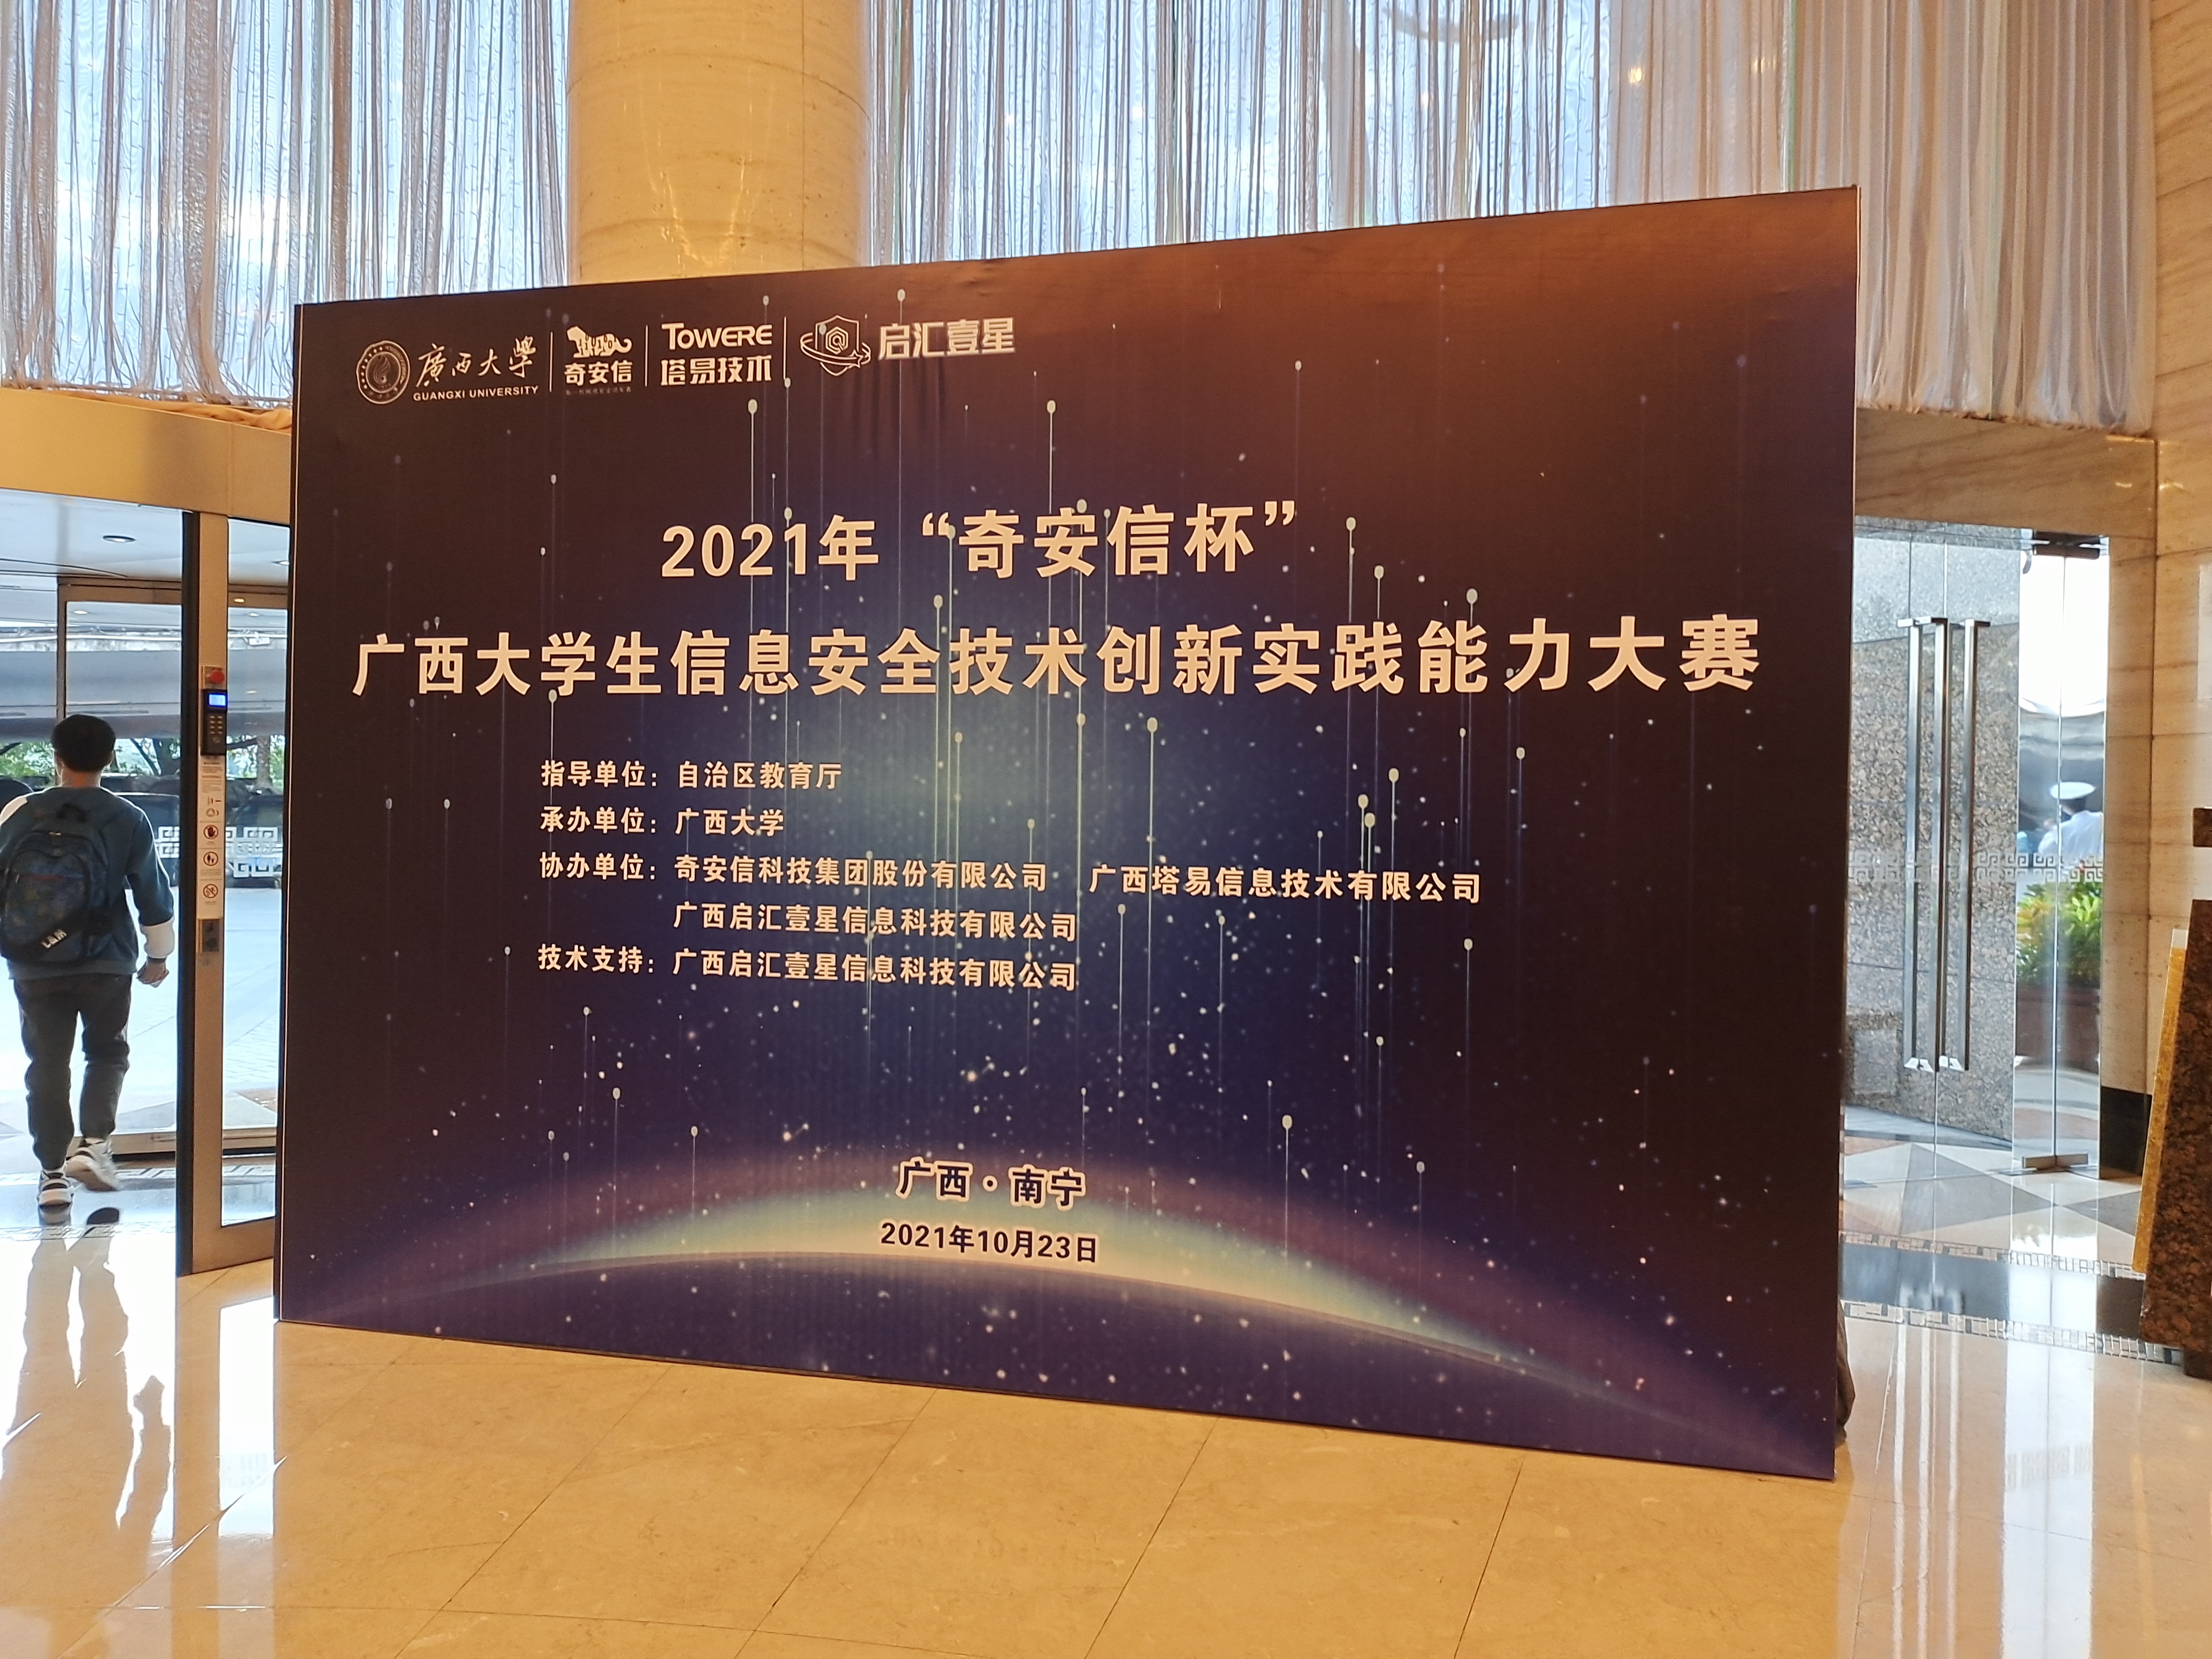 廣西大學
GUANGXI UNIVERSITY
奇安信
TOWERE
塔易技术
启汇壹星
2021年“奇安信杯”
广西大学生信息安全技术创新实践能力大赛
指导单位：自治区教育厅
承办单位：广西大学
协办单位：奇安信科技集团股份有限公司 广西塔易信息技术有限公司
广西启汇壹星信息科技有限公司
技术支持：广西启汇壹星信息科技有限公司
广西·南宁
2021年10月23日